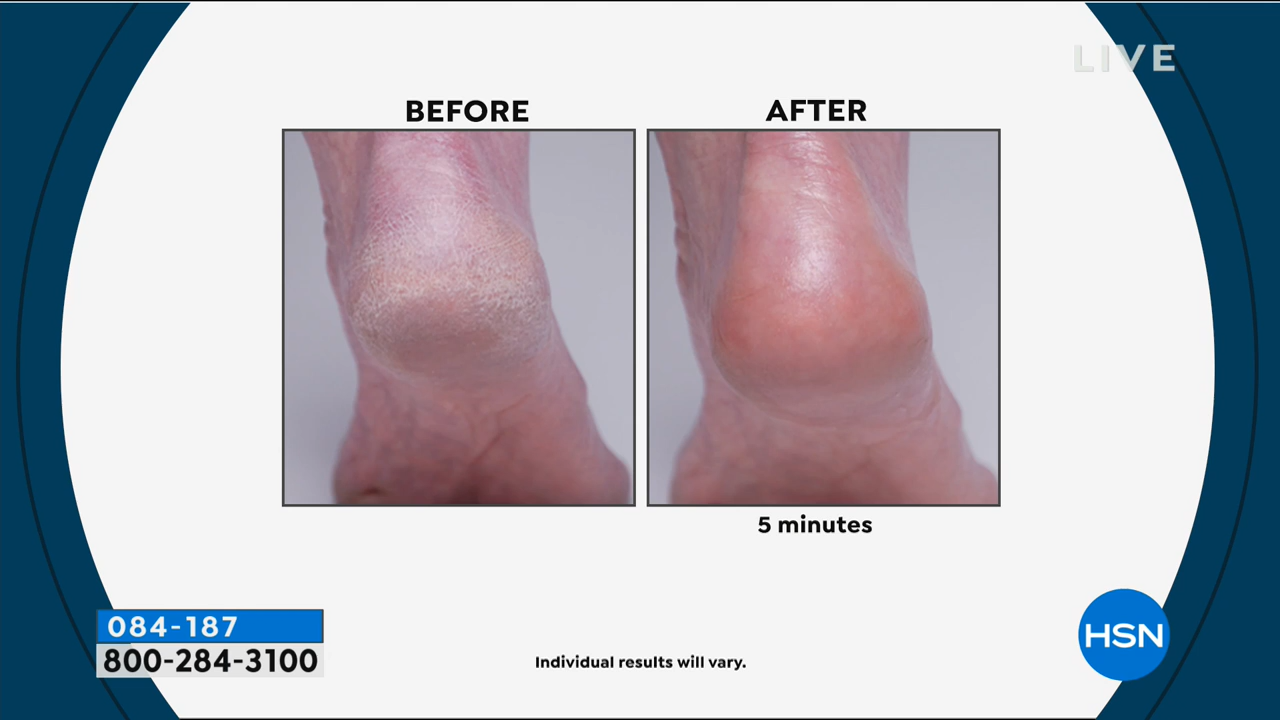 LIVE
BEFORE
AFTER
5 minutes
084-187
800-284-3100
Individual results will vary.
HSN